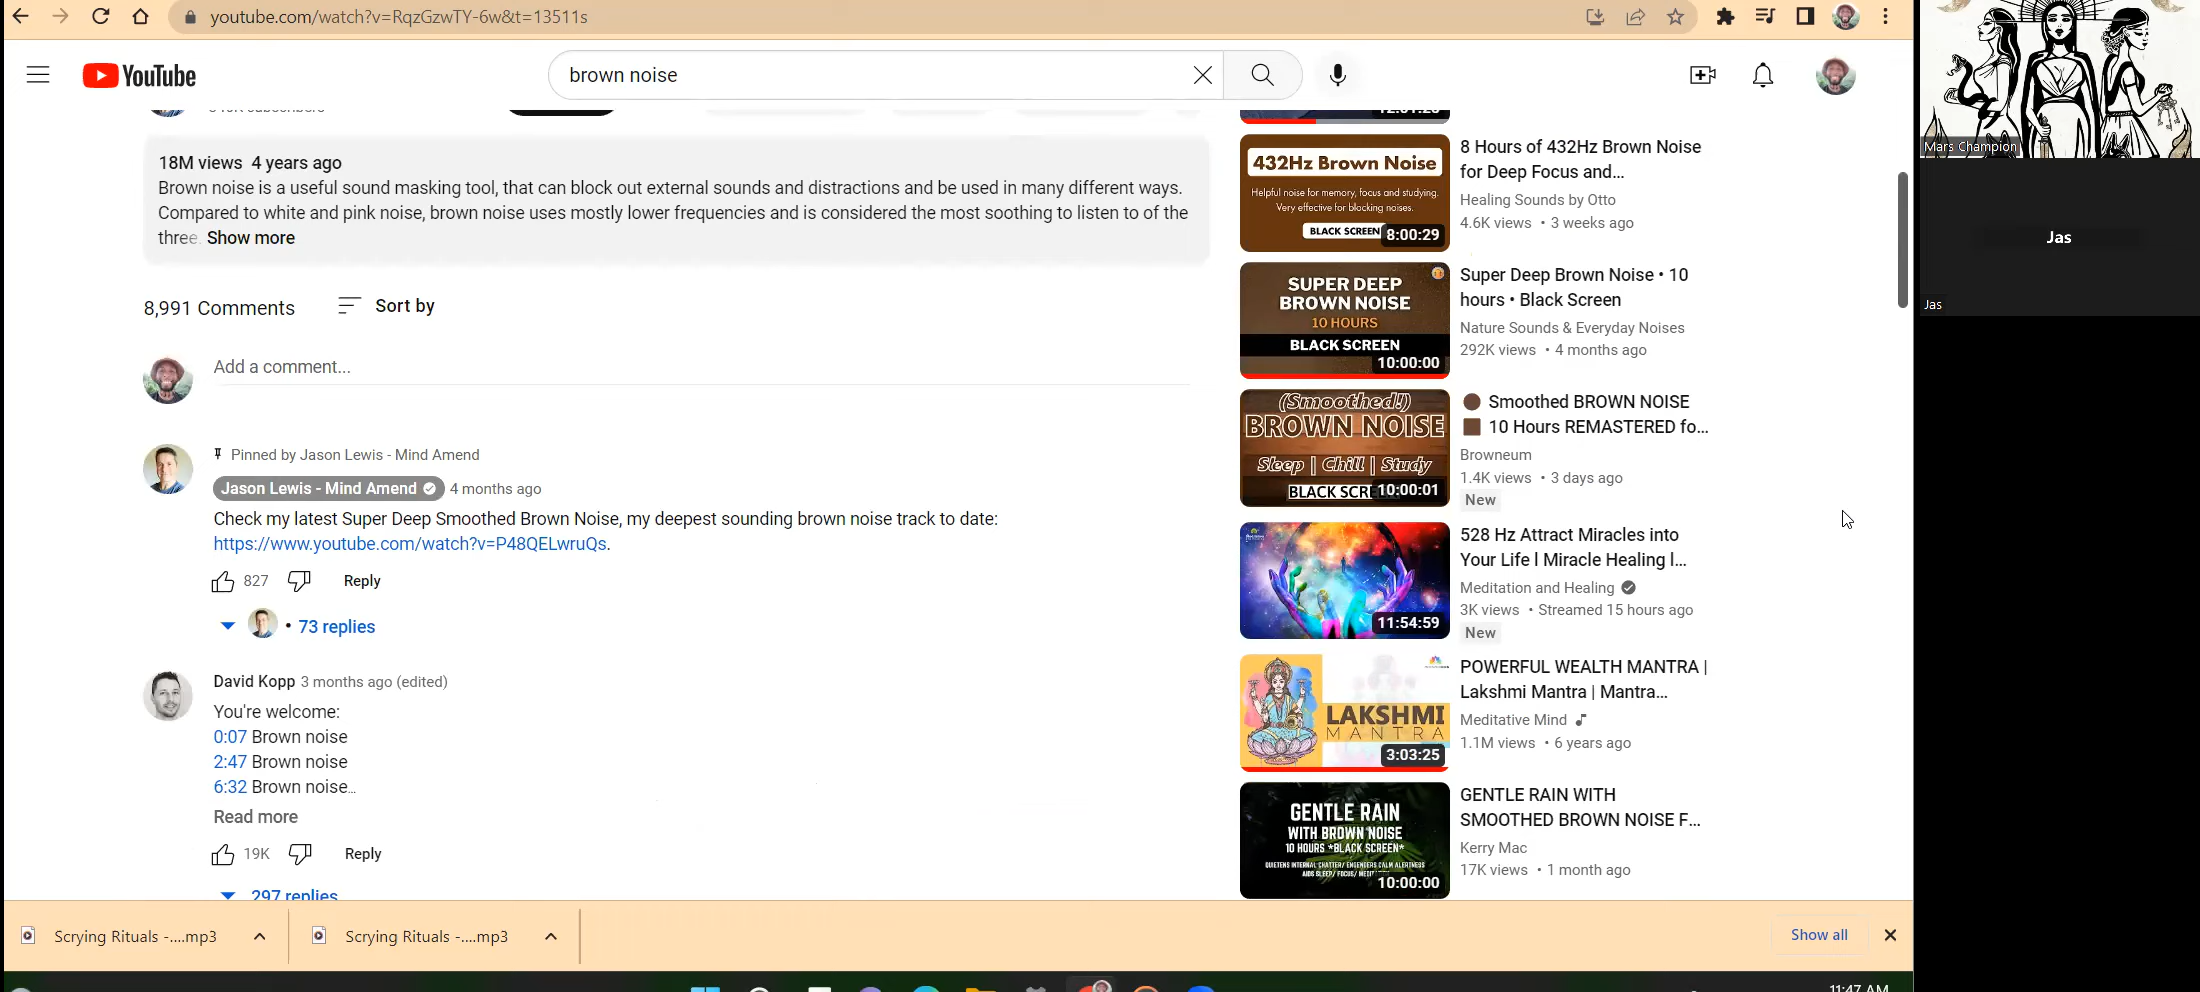 youtube.com/watch?v=RqzGzwTY-6w&t=13511s
YouTube
brown noise
18M views 4 years ago
Brown noise is a useful sound masking tool, that can block out external sounds and distractions and be used in many different ways.
Compared to white and pink noise, brown noise uses mostly lower frequencies and is considered the most soothing to listen to of the
three. Show more
8,991 Comments
Sort by
Add a comment...
Pinned by Jason Lewis - Mind Amend
Jason Lewis - Mind Amend 4 months ago
Check my latest Super Deep Smoothed Brown Noise, my deepest sounding brown noise track to date:
https://www.youtube.com/watch?v=P48QELwruQs.
827
Reply
• 73 replies
David Kopp 3 months ago (edited)
You're welcome:
0:07 Brown noise
2:47 Brown noise
6:32 Brown noise...
Read more
19K
Reply
297 replies
432Hz Brown Noise
Helpful noise for memory, focus and studying.
Very effective for blocking noises.
BLACK SCREEN
8:00:29
8 Hours of 432Hz Brown Noise
for Deep Focus and...
Healing Sounds by Otto
4.6K views • 3 weeks ago
SUPER DEEP
BROWN NOISE
10 HOURS
BLACK SCREEN
10:00:00
Super Deep Brown Noise • 10
hours • Black Screen
Nature Sounds & Everyday Noises
292K views • 4 months ago
(Smoothed!)
BROWN NOISE
Sleep | Chill | Study
BLACK SCRE
10:00:01
Smoothed BROWN NOISE
10 Hours REMASTERED fo...
Browneum
1.4K views • 3 days ago
New
11:54:59
528 Hz Attract Miracles into
Your Life l Miracle Healing l...
Meditation and Healing
3K views • Streamed 15 hours ago
New
LAKSHMI
MANTRA
3:03:25
POWERFUL WEALTH MANTRA |
Lakshmi Mantra | Mantra...
Meditative Mind
1.1M views • 6 years ago
GENTLE RAIN
WITH BROWN NOISE
10 HOURS *BLACK SCREEN*
QUIETENS INTERNAL CHATTER/ ENGENDERS CALM ALERTNESS
AIDS SLEEP/ FOCUS/
10:00:00
GENTLE RAIN WITH
SMOOTHED BROWN NOISE F...
Kerry Mac
17K views • 1 month ago
Mars Champion
Jas
Jas
Scrying Rituals -....mp3
Scrying Rituals -....mp3
Show all
11:47 AM